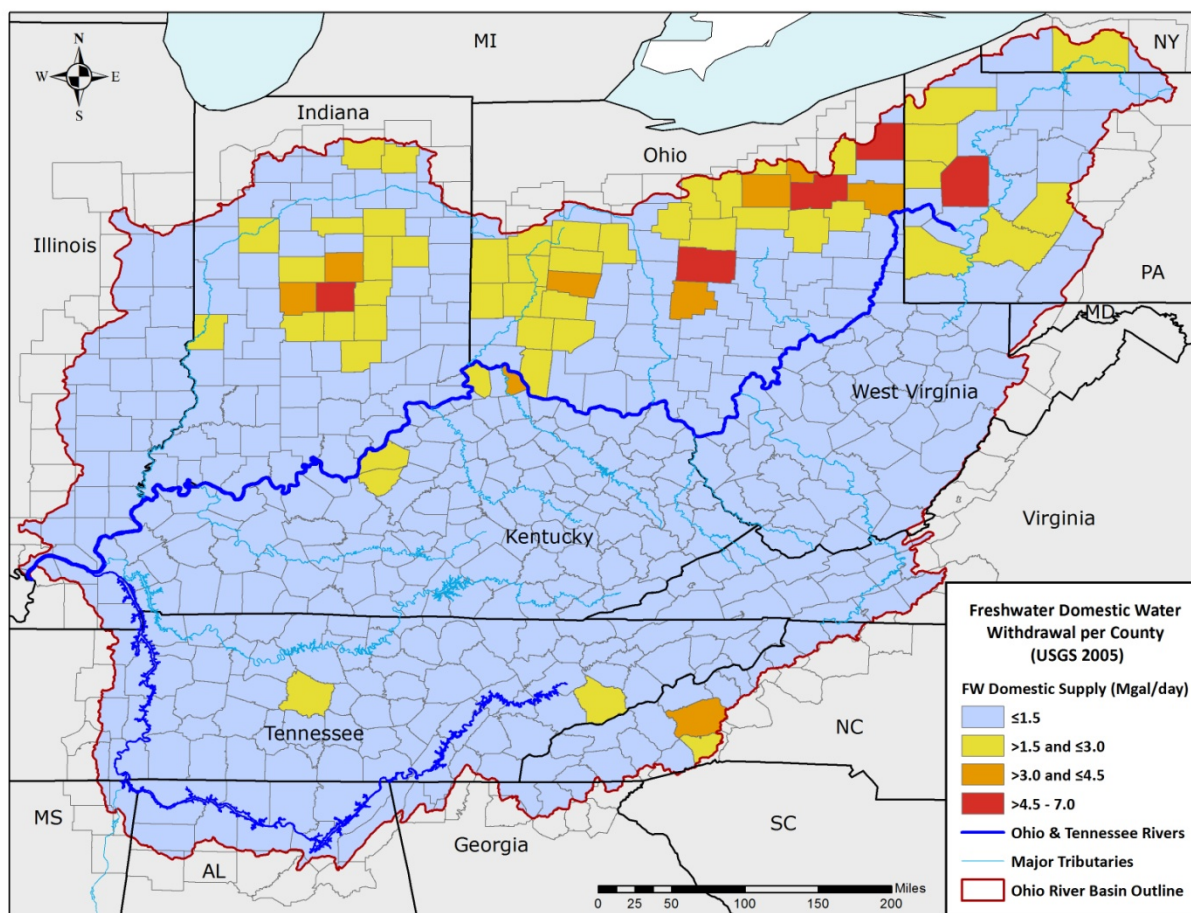 MI
NY
N
W E
S
Indiana
Ohio
Illinois
PA
MD
West Virginia
Virginia
Kentucky
Tennessee
NC
MS
AL
Georgia
SC
Freshwater Domestic Water
Withdrawal per County
(USGS 2005)
FW Domestic Supply (Mgal/day)
≤1.5
>1.5 and ≤3.0
>3.0 and ≤4.5
>4.5 - 7.0
Ohio & Tennessee Rivers
Major Tributaries
Ohio River Basin Outline
Miles
0 25 50 100 150 200